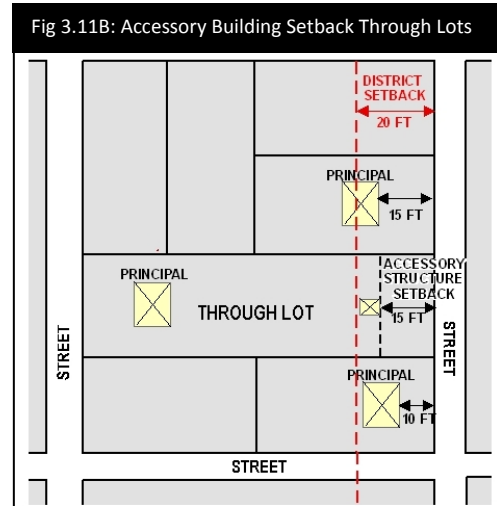 Fig 3.11B: Accessory Building Setback Through Lots
DISTRICT
SETBACK
20 FT
PRINCIPAL
15 FT
ACCESSORY
STRUCTURE
SETBACK
15 FT
PRINCIPAL
THROUGH LOT
STREET
STREET
PRINCIPAL
10 FT
STREET